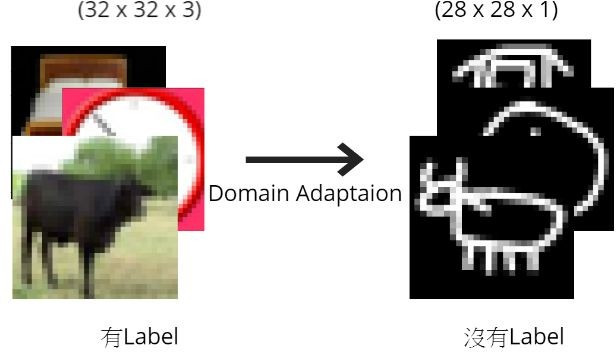 (32 x 32 x 3)
(28 x 28 x 1)
Domain Adaptaion
有Label
沒有Label